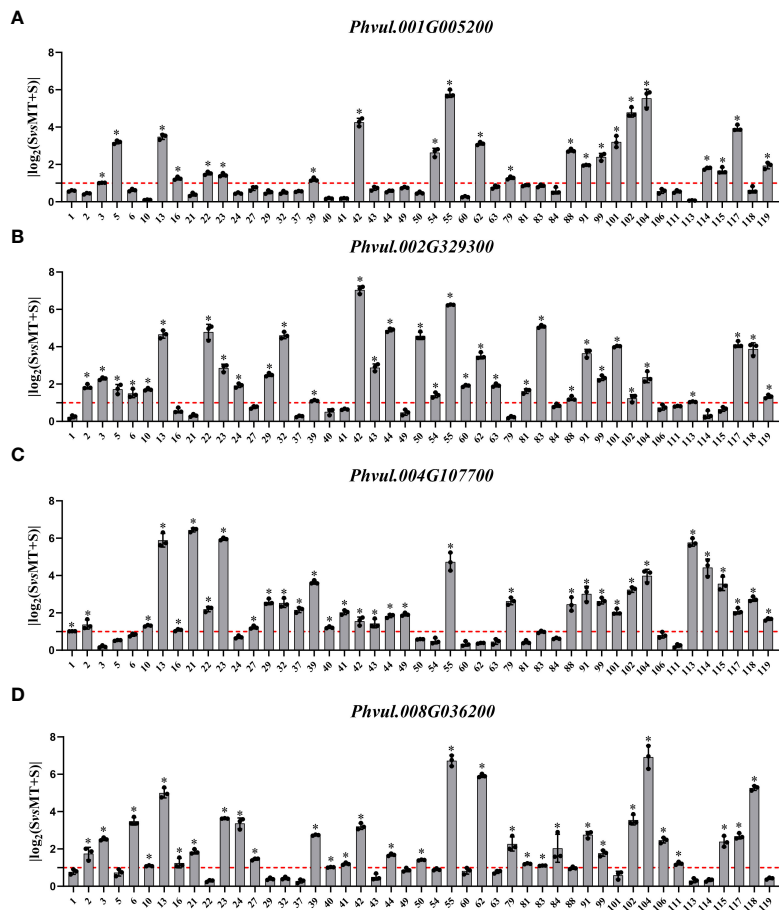 A
Phvul.001G005200
|log2(SvsMT+S)|
8
6
4
2
0
1 2 3 5 6 10 13 16 21 22 23 24 27 29 32 37 39 40 41 42 43 44 49 50 54 55 60 62 79 81 83 84 88 91 99 101 102 104 106 111 113 114 115 117 118 119
B
Phvul.002G329300
|log2(SvsMT+S)|
8
6
4
2
0
1 2 3 5 6 10 13 16 21 22 23 24 27 29 32 37 39 40 41 42 43 44 49 50 54 55 60 62 63 79 81 83 84 88 91 99 101 102 104 106 111 113 114 115 117 118 119
C
Phvul.004G107700
|log2(SvsMT+S)|
8
6
4
2
0
1 2 3 5 6 10 13 16 21 22 23 24 27 29 32 37 39 40 41 42 43 44 49 50 54 55 60 62 63 79 81 83 84 88 91 99 101 102 104 106 111 113 114 115 117 118 119
D
Phvul.008G036200
|log2(SvsMT+S)|
8
6
4
2
0
1 2 3 5 6 10 13 16 21 22 23 24 27 29 32 37 39 40 41 42 43 44 49 50 54 55 60 62 63 79 81 83 84 88 91 99 101 102 104 106 111 113 114 115 117 118 119